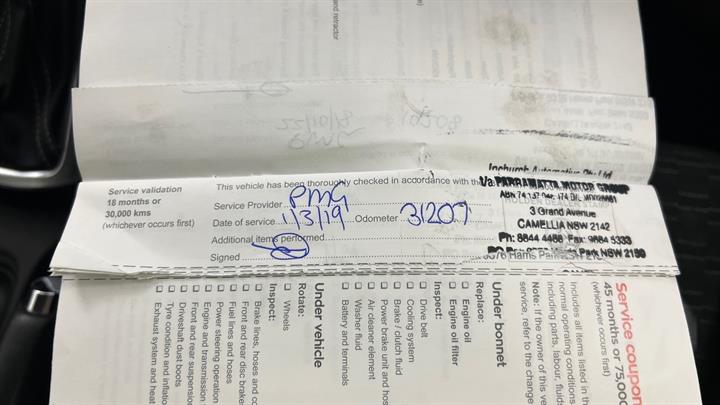 and retractor
Service validation
18 months or
30,000 kms
(whichever occurs first)
This vehicle has been thoroughly checked in accordance with the
Service Provider PMG
Date of service 1/3/19 Odometer 31207
Additional items performed
Signed
t/a PARRAMATTA MOTOR GROUP
3 Grand Avenue
CAMELLIA NSW 2142
Ph: 8844 4488 Fax: 9684 5333
Park NSW 2150
Service coupon
45 months or 75,000
(whichever occurs first)
Includes all items listed in th
normal operating conditions
including parts, labour, fluids
Note: If the owner of this ve
service, refer to the change
Under bonnet
Replace:
Engine oil
Engine oil filter
Inspect:
Drive belt
Cooling system
Brake / clutch fluid
Power brake unit and hos
Air cleaner element
Washer fluid
Battery and terminals
Under vehicle
Rotate:
Wheels
Inspect:
Brake lines, hoses and co
Front and rear disc brake
Fuel lines and hoses
Power steering operation
Engine and transmission
Front and rear suspension
Driveshaft dust boots
Tyre condition and inflatio
Exhaust system and heat